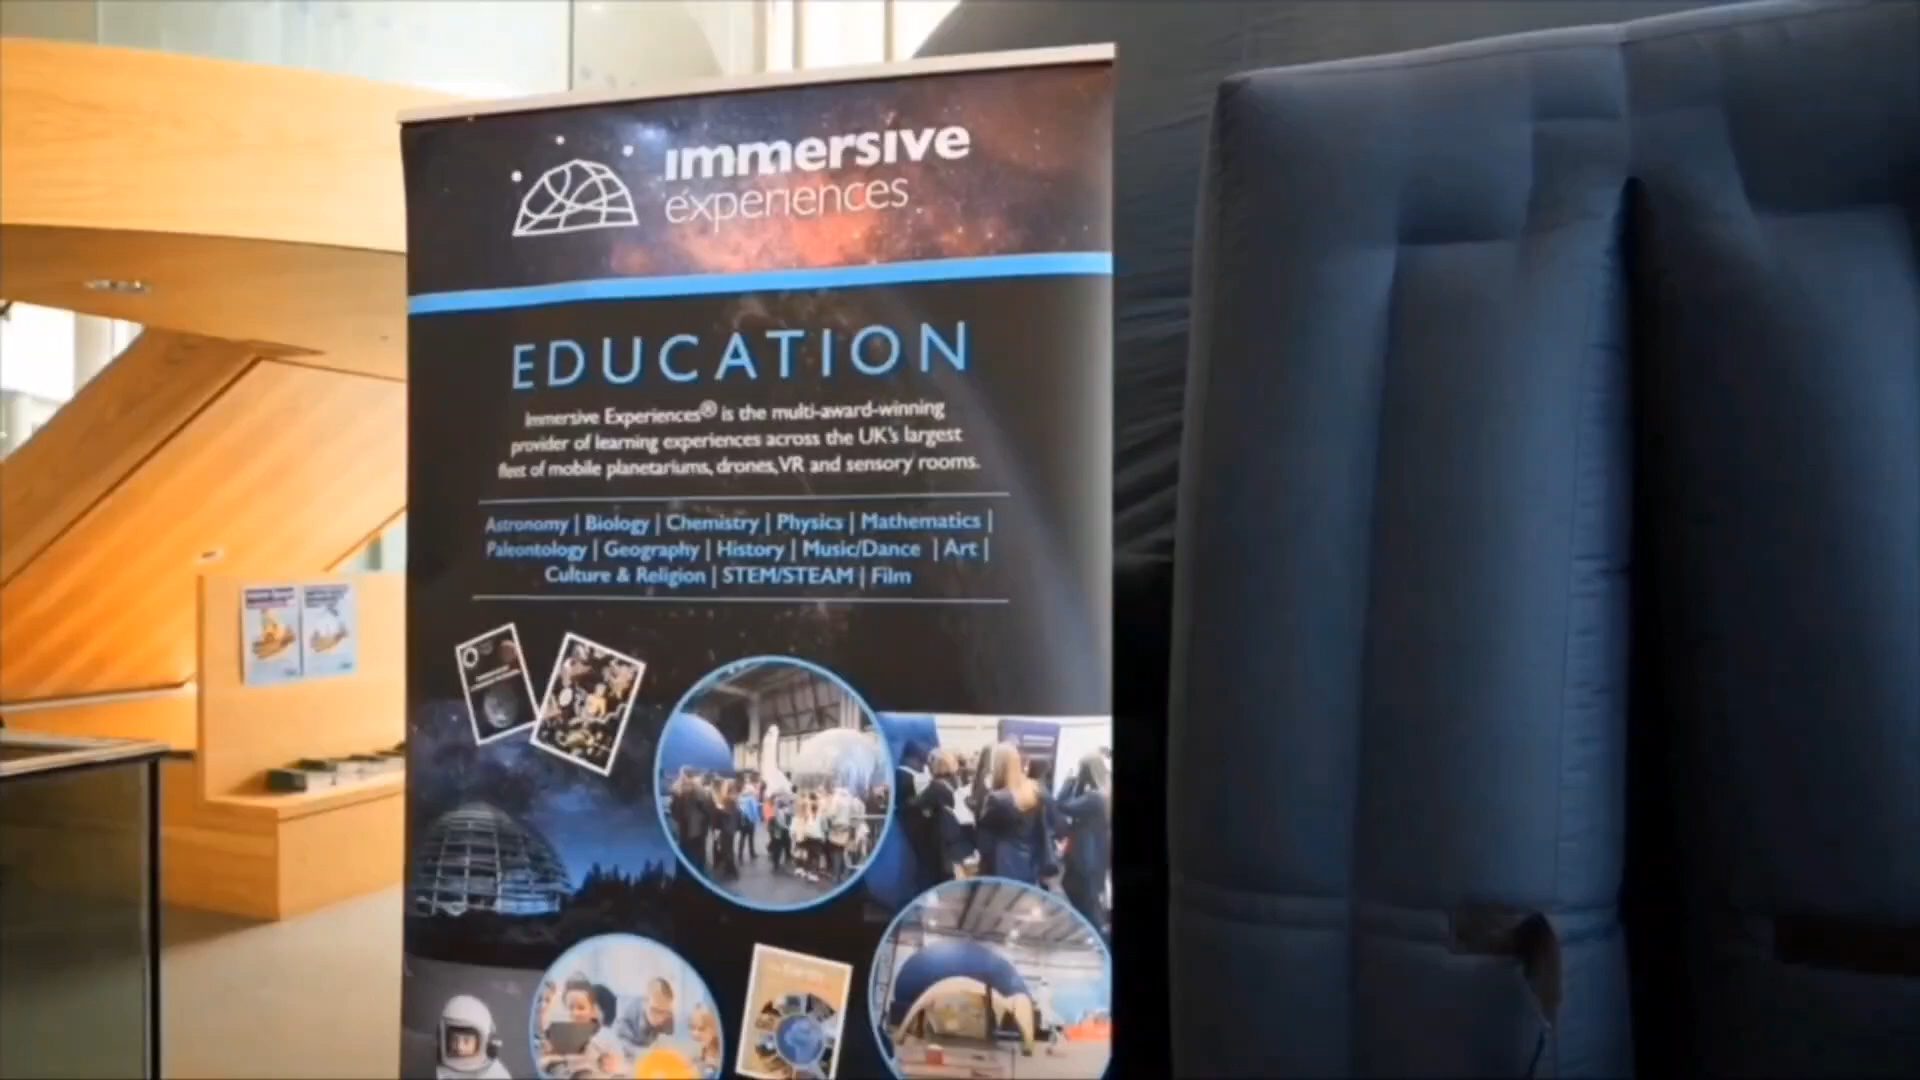 immersive
experiences
EDUCATION
Immersive Experiences® is the multi-award-winning
provider of learning experiences across the UK's largest
fleet of mobile planetariums, drones, VR and sensory rooms.
Astronomy | Biology | Chemistry | Physics | Mathematics |
Paleontology | Geography | History | Music/Dance | Art |
Culture & Religion | STEM/STEAM | Film